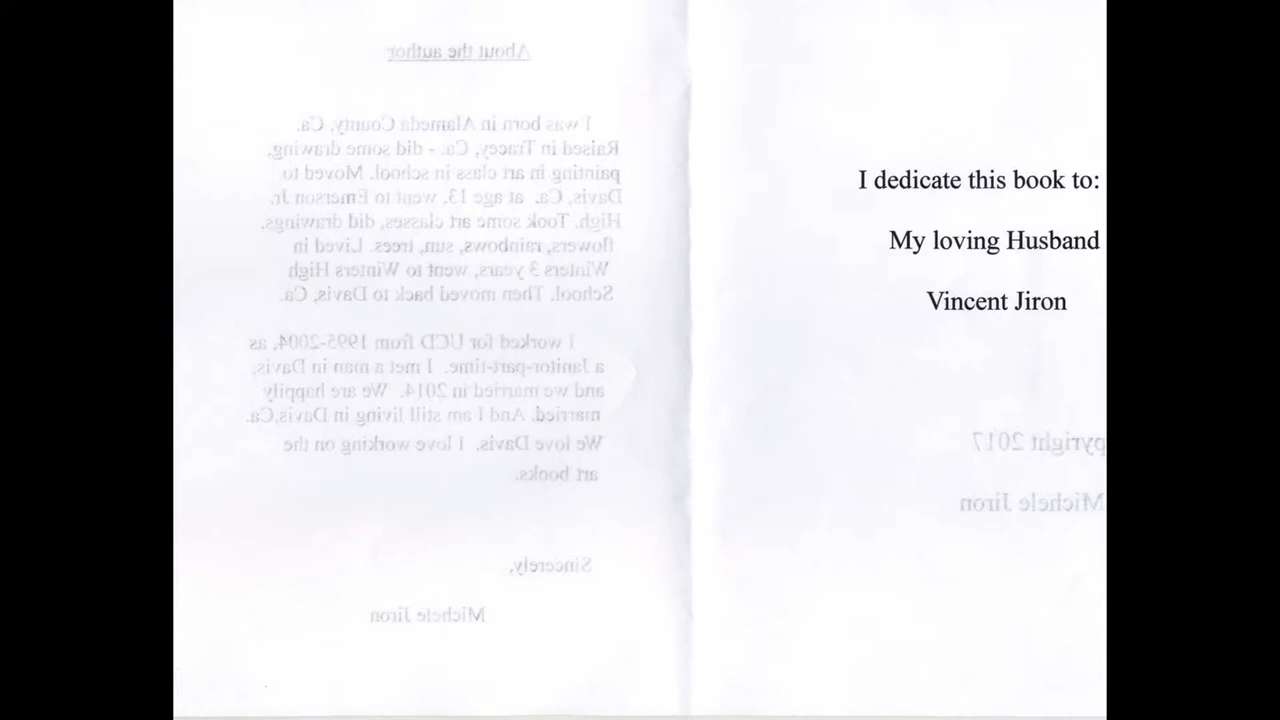 About the author
I was born in Alameda County, Ca.
Raised in Tracey, Ca. - did some drawing,
painting in art class in school. Moved to
Davis, Ca. at age 13, went to Emerson Jr.
High. Took some art classes, did drawings,
flowers, rainbows, sun, trees. Lived in
Winters 3 years, went to Winters High
School. Then moved back to Davis, Ca.
I worked for UCD from 1995-2004, as
a Janitor-part-time. I met a man in Davis,
and we married in 2014. We are happily
married. And I am still living in Davis,Ca.
We love Davis. I love working on the
art books.
Sincerely,
Michele Jiron
I dedicate this book to:
My loving Husband
Vincent Jiron
pyright 2017
Michele Jiron